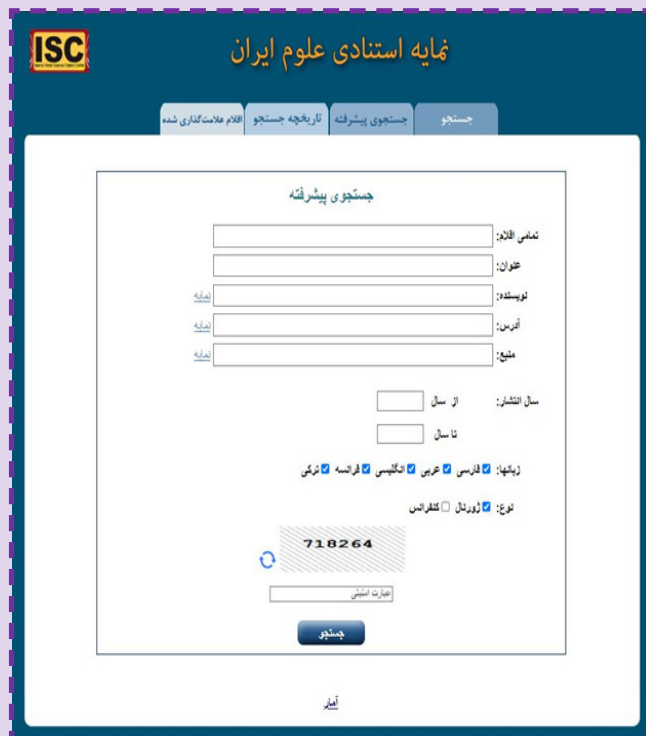 نمایه استنادی علوم ایران
ISC
جستجو
جستجوی پیشرفته
تاریخچه جستجو
اقلام علامت‌گذاری شده
جستجوی پیشرفته
تمامی اقلام:
عنوان:
نویسنده: نمایه
آدرس: نمایه
منبع: نمایه
سال انتشار: از سال
تا سال
زبانها: فارسی عربی انگلیسی فرانسه ترکی
نوع: ژورنال کنفرانس
718264
عبارت امنیتی
جستجو
آمار